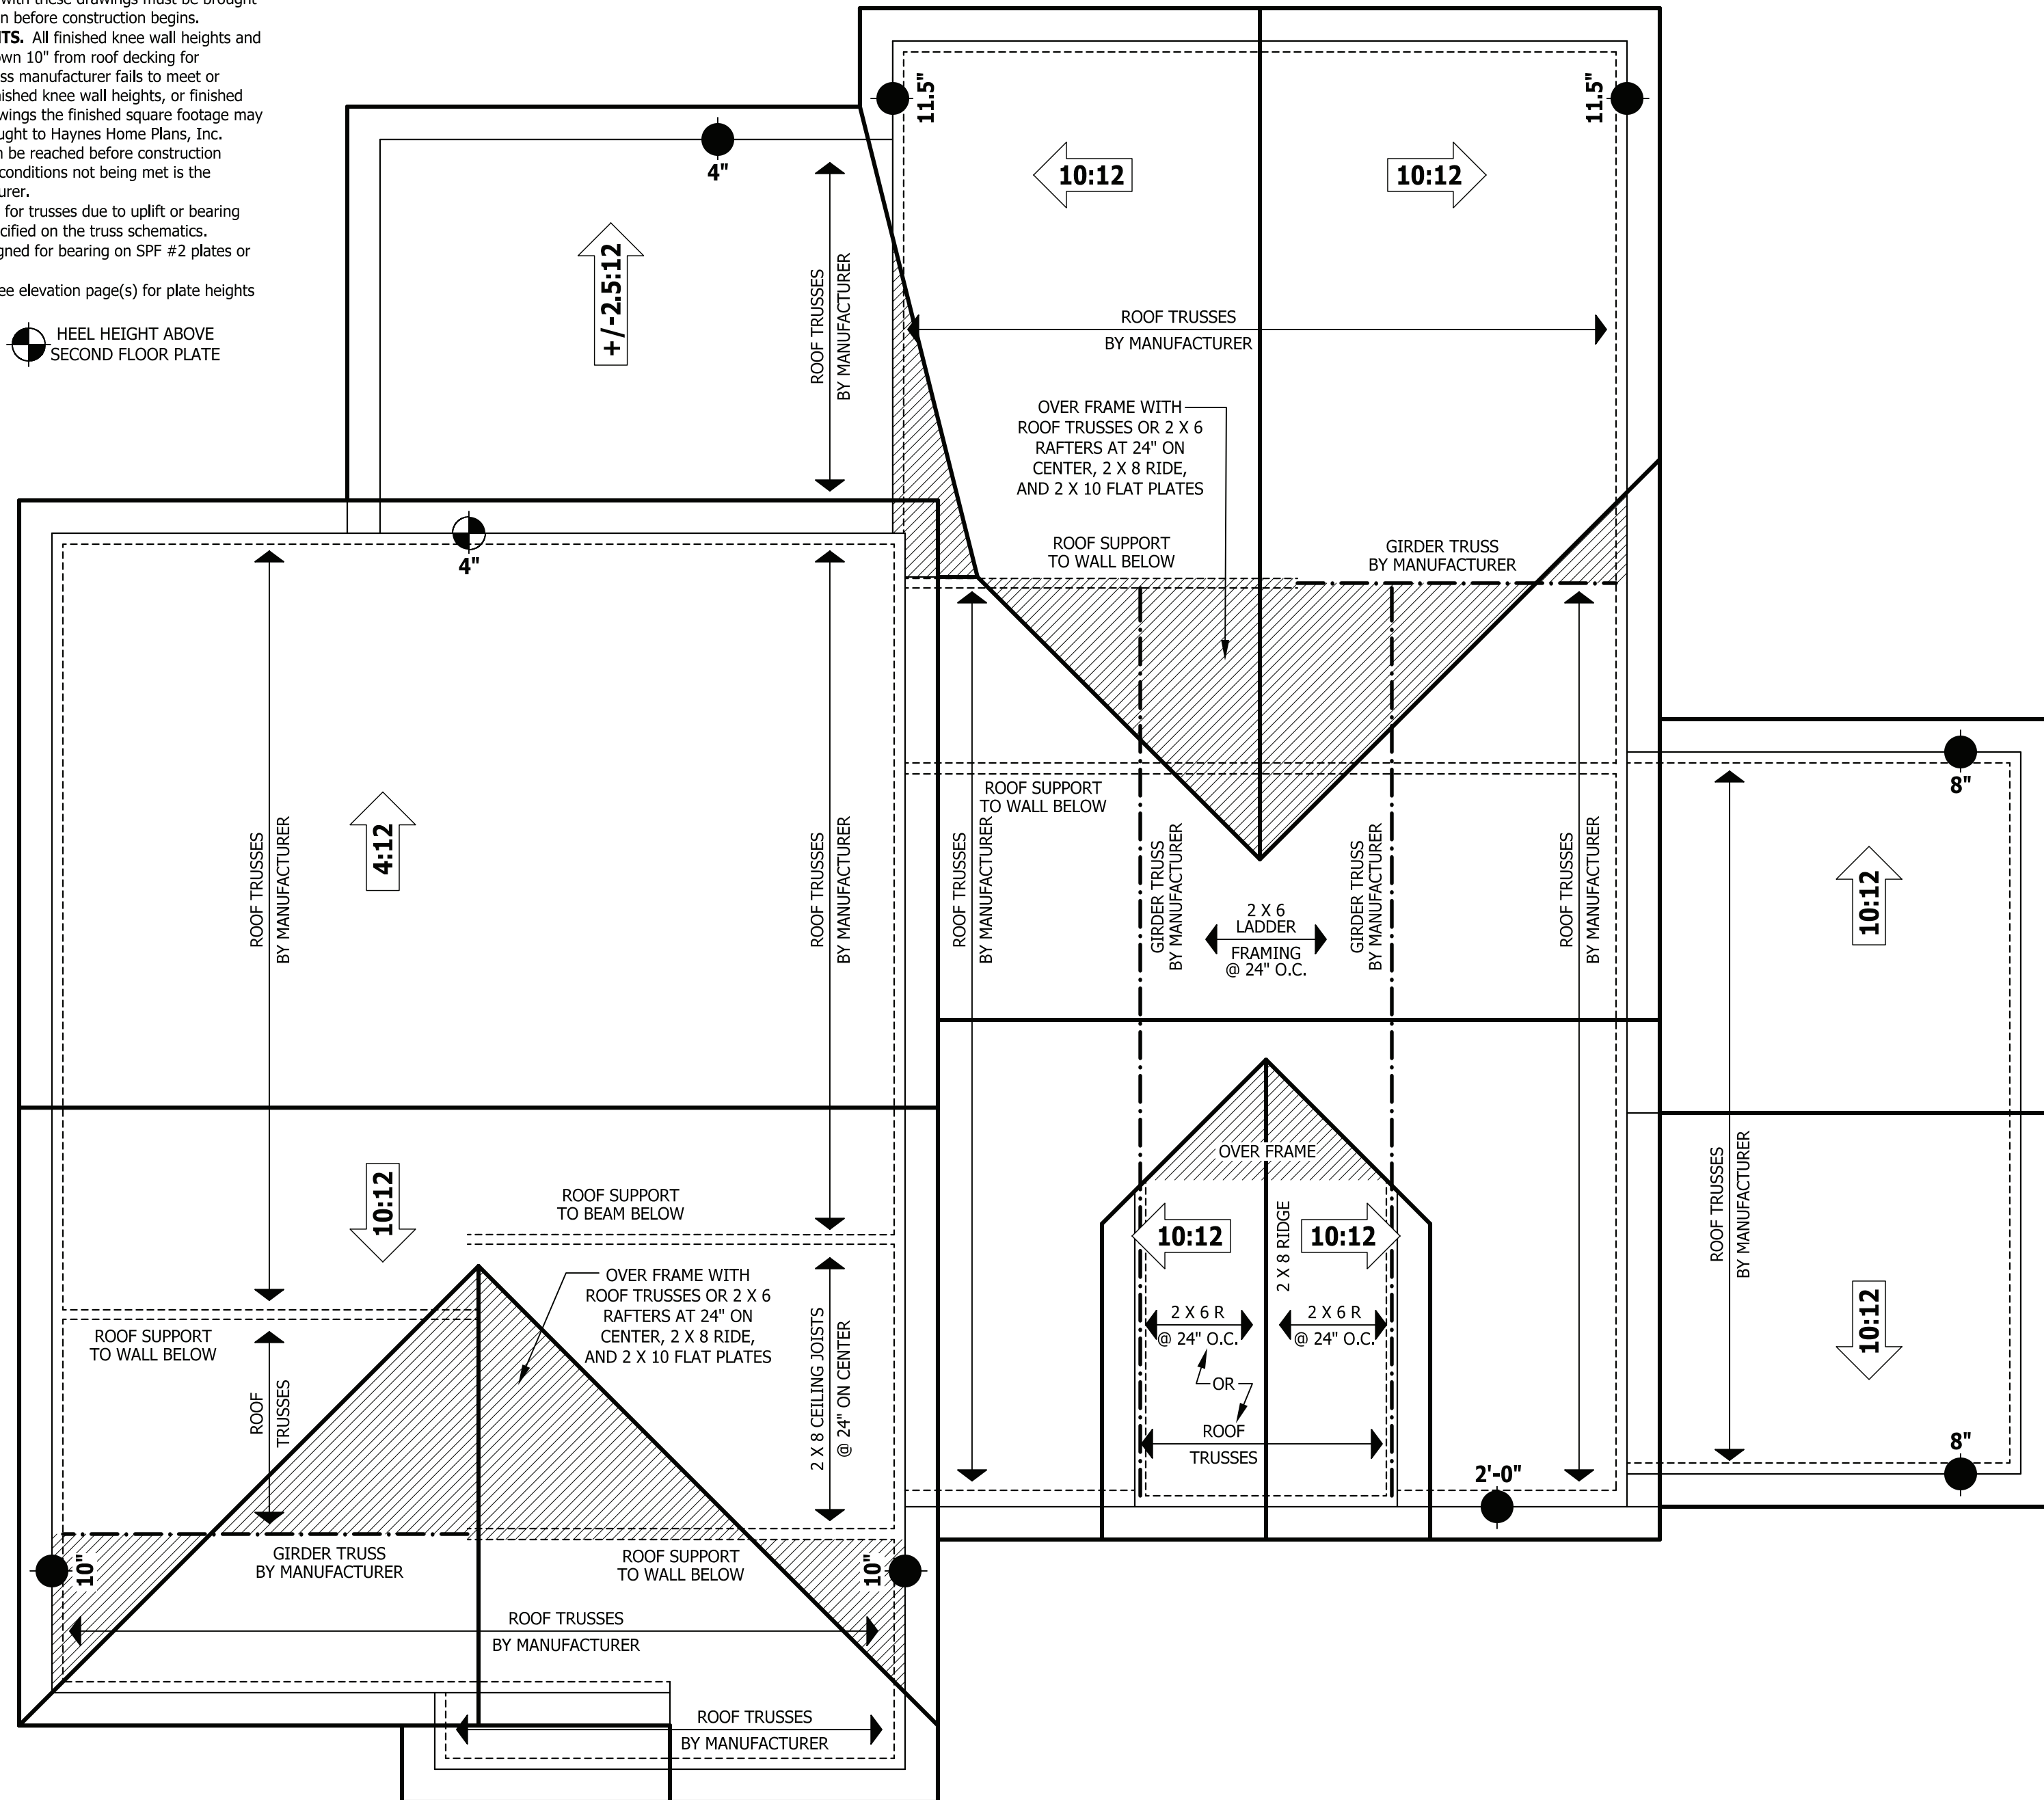 with these drawings must be brought
n before construction begins.
TS. All finished knee wall heights and
own 10" from roof decking for
ss manufacturer fails to meet or
nished knee wall heights, or finished
wings the finished square footage may
ught to Haynes Home Plans, Inc.
n be reached before construction
conditions not being met is the
urer.
for trusses due to uplift or bearing
cified on the truss schematics.
gned for bearing on SPF #2 plates or
ee elevation page(s) for plate heights
HEEL HEIGHT ABOVE
SECOND FLOOR PLATE
4"
11.5"
11.5"
10:12
10:12
+/-2.5:12
ROOF TRUSSES
BY MANUFACTURER
ROOF TRUSSES
BY MANUFACTURER
OVER FRAME WITH
ROOF TRUSSES OR 2 X 6
RAFTERS AT 24" ON
CENTER, 2 X 8 RIDE,
AND 2 X 10 FLAT PLATES
ROOF SUPPORT
TO WALL BELOW
GIRDER TRUSS
BY MANUFACTURER
4"
ROOF TRUSSES
BY MANUFACTURER
4:12
ROOF TRUSSES
BY MANUFACTURER
ROOF SUPPORT
TO WALL BELOW
ROOF TRUSSES
BY MANUFACTURER
GIRDER TRUSS
BY MANUFACTURER
2 X 6
LADDER
FRAMING
@ 24" O.C.
GIRDER TRUSS
BY MANUFACTURER
ROOF TRUSSES
BY MANUFACTURER
8"
10:12
OVER FRAME
10:12
ROOF SUPPORT
TO BEAM BELOW
10:12
2 X 8 RIDGE
10:12
ROOF TRUSSES
BY MANUFACTURER
OVER FRAME WITH
ROOF TRUSSES OR 2 X 6
RAFTERS AT 24" ON
CENTER, 2 X 8 RIDE,
AND 2 X 10 FLAT PLATES
2 X 6 R
@ 24" O.C.
2 X 6 R
@ 24" O.C.
10:12
ROOF SUPPORT
TO WALL BELOW
ROOF
TRUSSES
2 X 8 CEILING JOISTS
@ 24" ON CENTER
OR
ROOF
TRUSSES
8"
2'-0"
10"
GIRDER TRUSS
BY MANUFACTURER
ROOF SUPPORT
TO WALL BELOW
10"
ROOF TRUSSES
BY MANUFACTURER
ROOF TRUSSES
BY MANUFACTURER